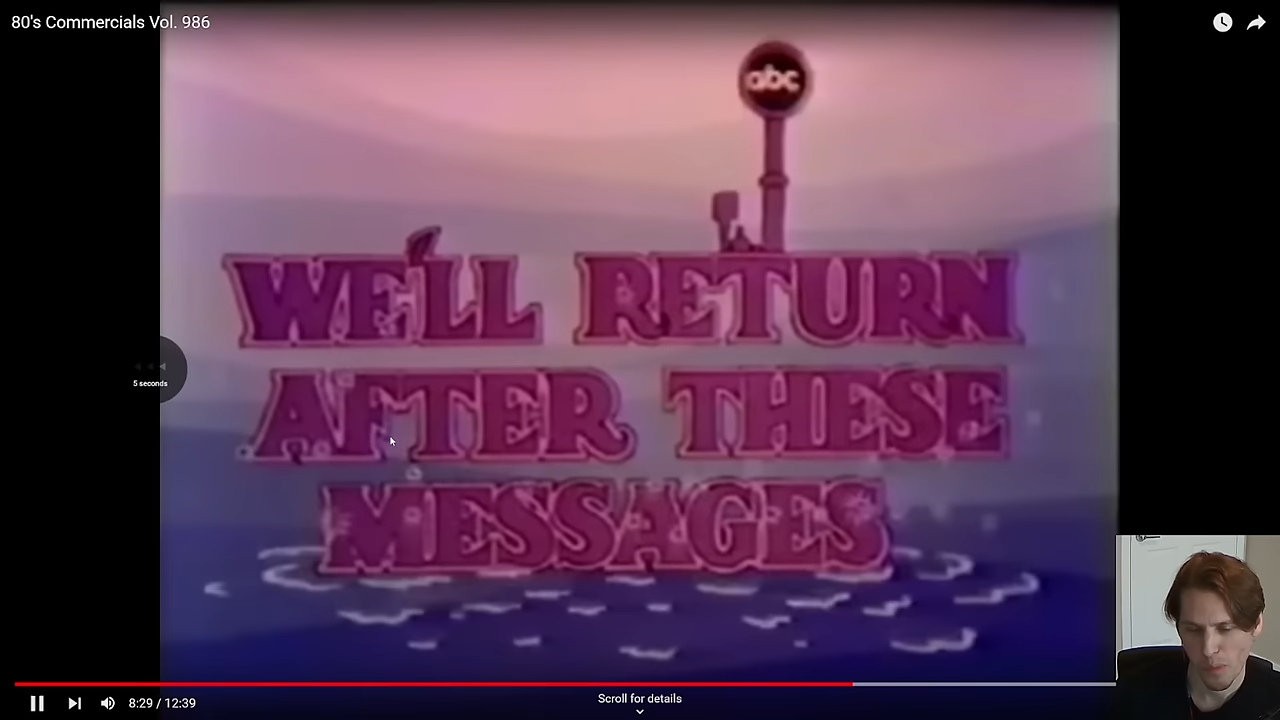 80's Commercials Vol. 986
abc
WE'LL RETURN
AFTER THESE
MESSAGES
5 seconds
8:29 / 12:39
Scroll for details